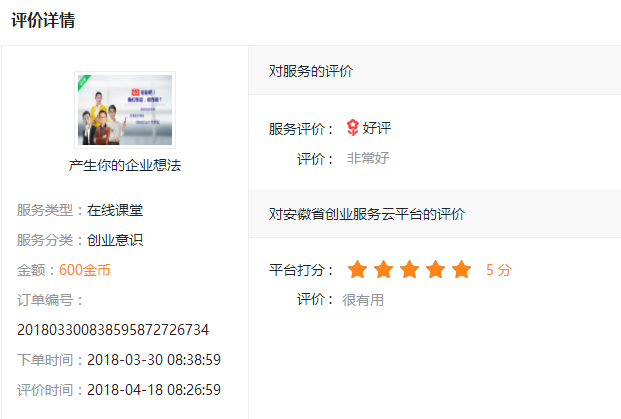 评价详情
产生你的企业想法
服务类型：在线课堂
服务分类：创业意识
金额：600金币
订单编号：
201803300838595872726734
下单时间：2018-03-30 08:38:59
评价时间：2018-04-18 08:26:59
对服务的评价
服务评价： 好评
评价： 非常好
对安徽省创业服务云平台的评价
平台打分： 5 分
评价： 很有用